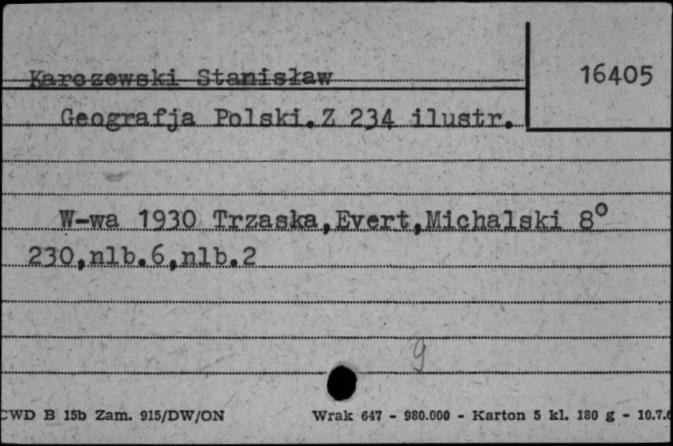 16405
Karczewski Stanisław
Geografja Polski.Z 234 ilustr.
W-wa 1930 Trzaska,Evert,Michalski 8°
230,nlb.6,nlb.2
9
CWD B 15b Zam. 915/DW/ON Wrak 647 - 980.000 - Karton 5 kl. 180 g - 10.7.6